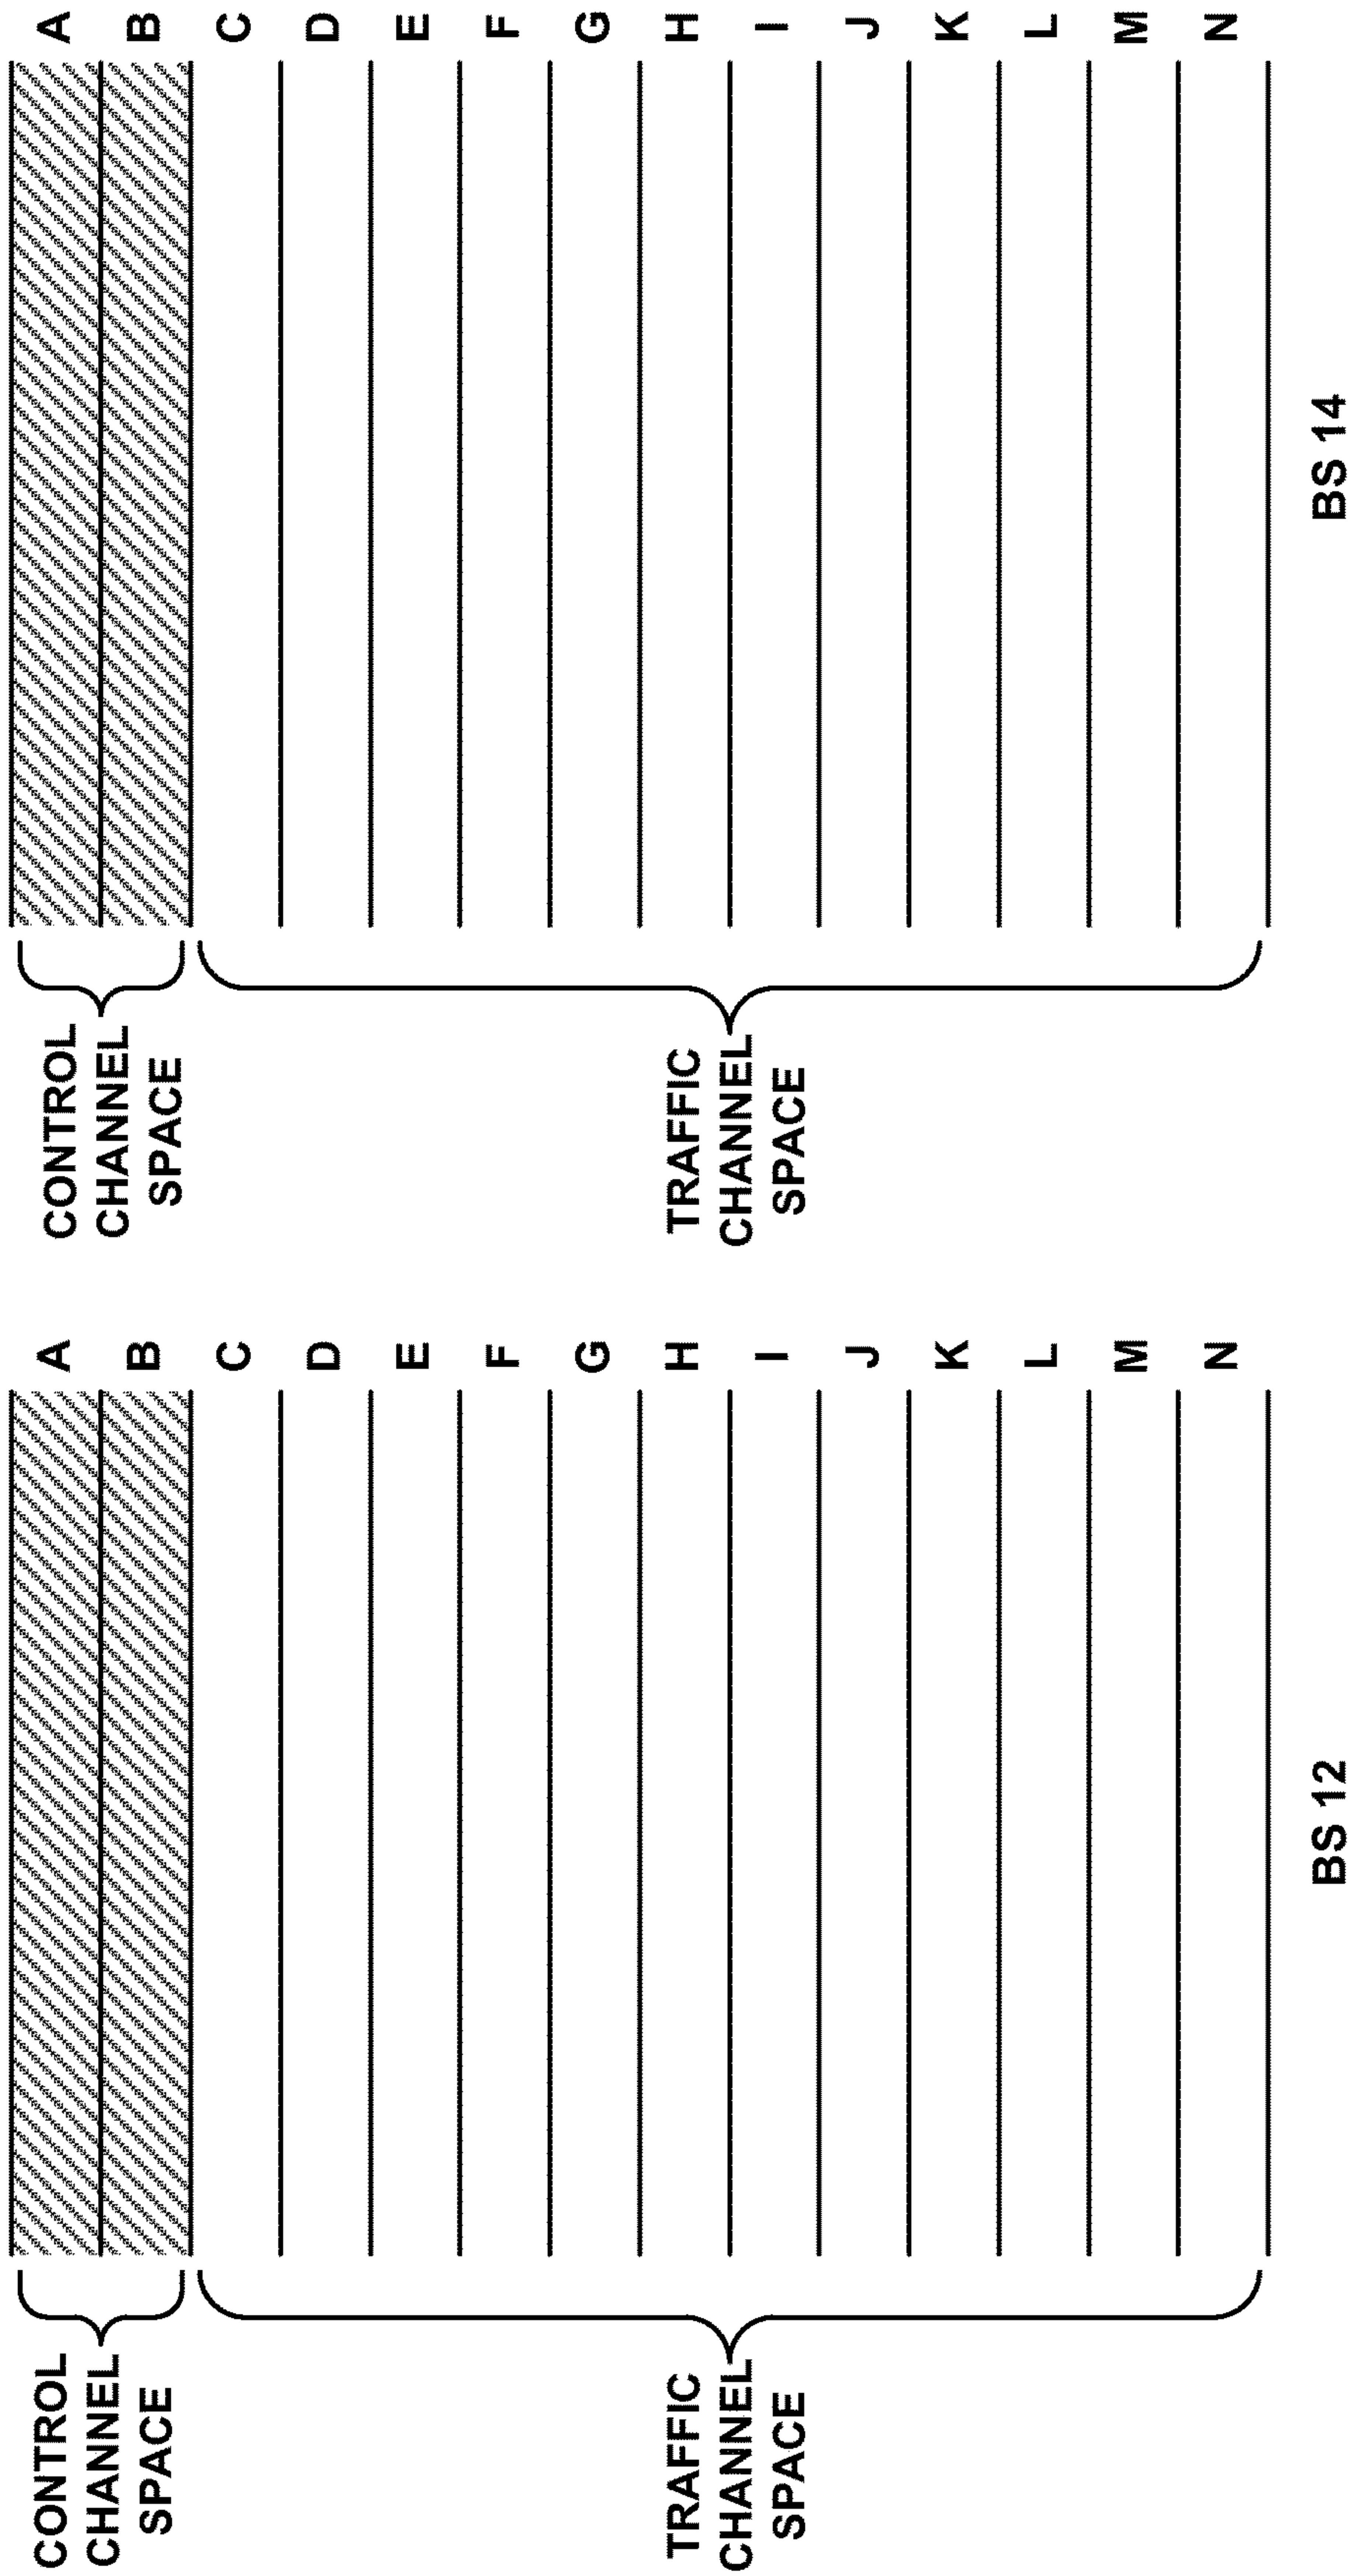 CONTROL
CHANNEL
SPACE
TRAFFIC
CHANNEL
SPACE
A
B
C
D
E
F
G
H
I
J
K
L
M
N
BS 12
CONTROL
CHANNEL
SPACE
TRAFFIC
CHANNEL
SPACE
A
B
C
D
E
F
G
H
I
J
K
L
M
N
BS 14